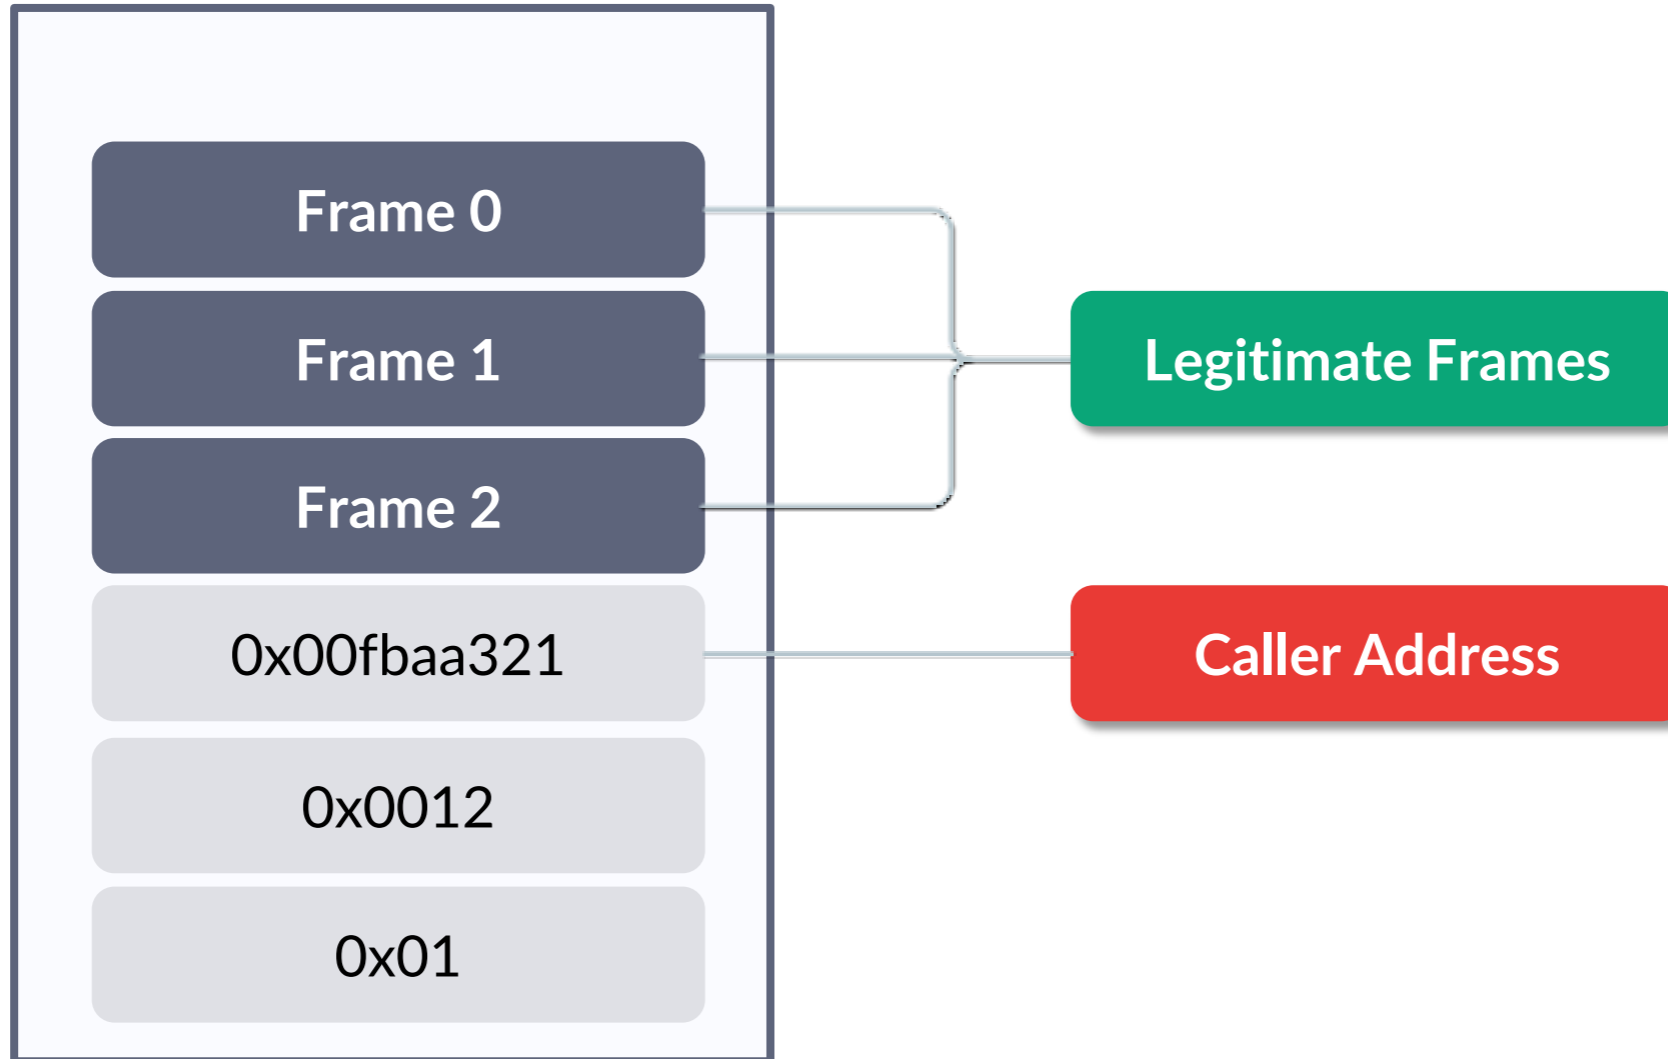 Frame 0
Frame 1
Legitimate Frames
Frame 2
0x00fbaa321
Caller Address
0x0012
0x01